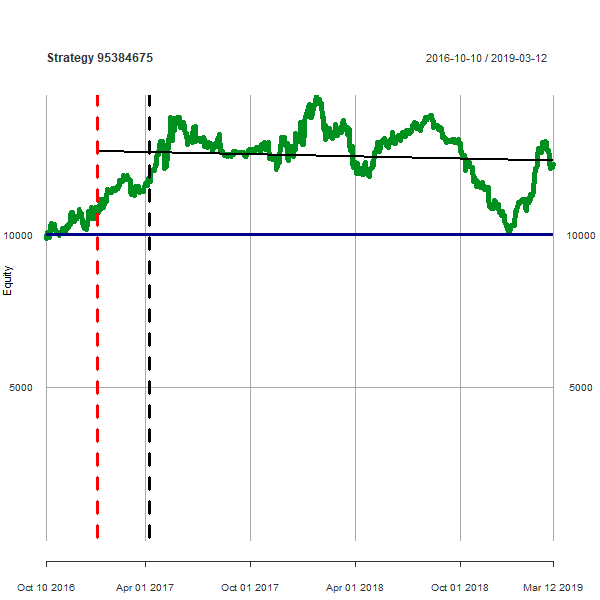 Strategy 95384675 2016-10-10 / 2019-03-12
10000 10000
Equity
5000 5000
Oct 10 2016 Apr 01 2017 Oct 01 2017 Apr 01 2018 Oct 01 2018 Mar 12 2019